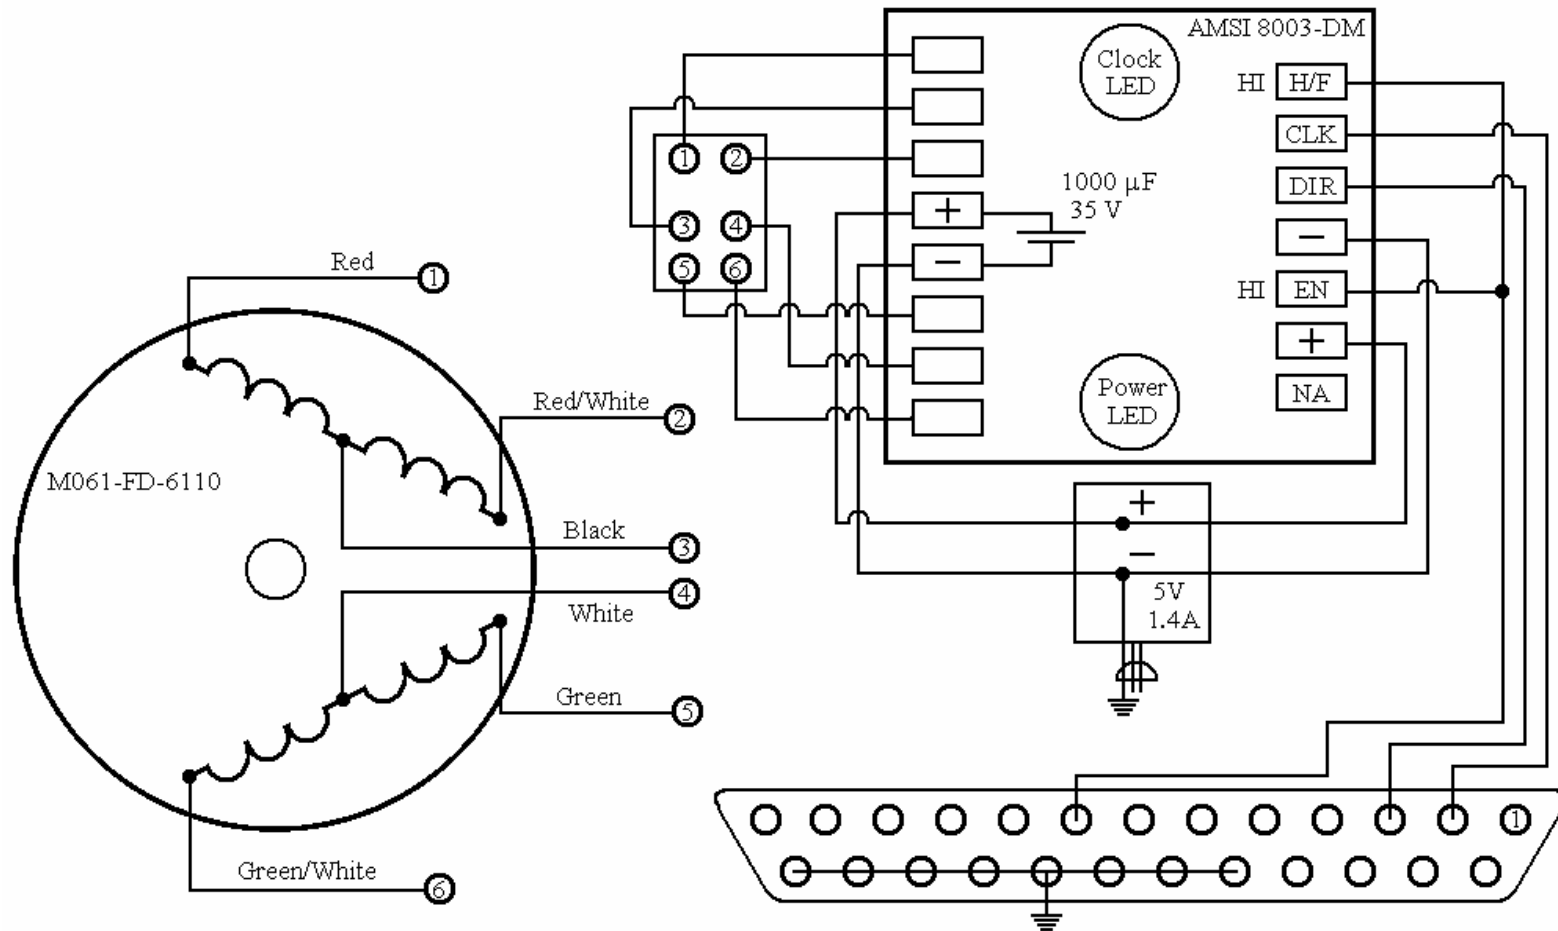 AMSI 8003-DM
Clock
LED
HI H/F
CLK
1 2
DIR
1000 µF
35 V
+
−
3 4
−
5 6
HI EN
+
Red 1
NA
Power
LED
Red/White 2
M061-FD-6110
Black 3
+
−
4
White
5V
1.4A
Green 5
1
Green/White 6